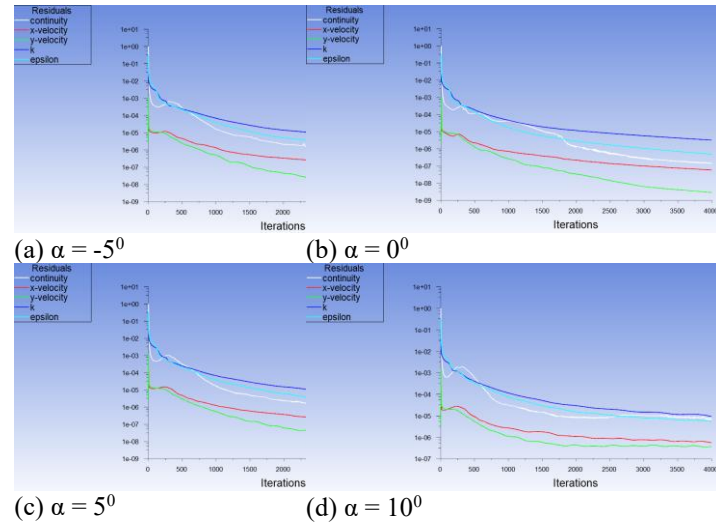 Residuals
continuity
x-velocity
y-velocity
k
epsilon
1e+01
1e+00
1e-01
1e-02
1e-03
1e-04
1e-05
1e-06
1e-07
1e-08
1e-09
0 500 1000 1500 2000
Iterations
(a) α = -5⁰
Residuals
continuity
x-velocity
y-velocity
k
epsilon
1e+01
1e+00
1e-01
1e-02
1e-03
1e-04
1e-05
1e-06
1e-07
1e-08
1e-09
0 500 1000 1500 2000 2500 3000 3500 4000
Iterations
(b) α = 0⁰
Residuals
continuity
x-velocity
y-velocity
k
epsilon
1e+01
1e+00
1e-01
1e-02
1e-03
1e-04
1e-05
1e-06
1e-07
1e-08
1e-09
0 500 1000 1500 2000
Iterations
(c) α = 5⁰
Residuals
continuity
x-velocity
y-velocity
k
epsilon
1e+01
1e+00
1e-01
1e-02
1e-03
1e-04
1e-05
1e-06
1e-07
0 500 1000 1500 2000 2500 3000 3500 4000
Iterations
(d) α = 10⁰